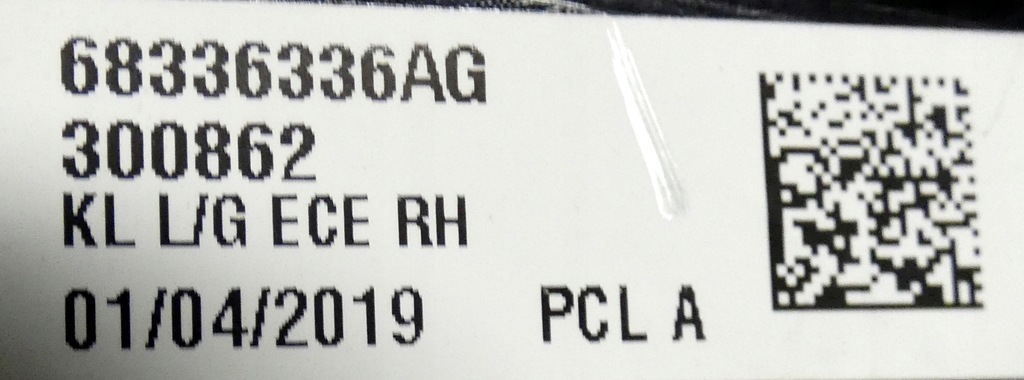 68336336AG
300862
KL L/G ECE RH
01/04/2019 PCL A